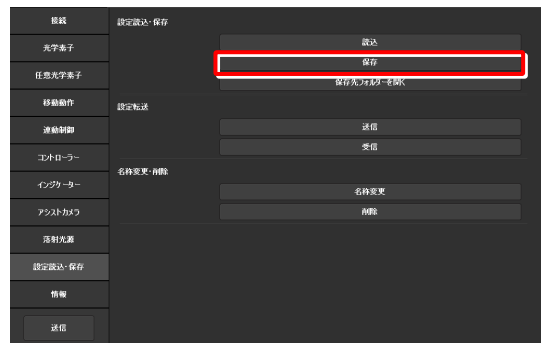 接続
光学素子
任意光学素子
移動動作
連動制御
コントローラー
インジケーター
アシストカメラ
落射光源
設定読込・保存
情報
送信
設定読込・保存
読込
保存
保存先フォルダーを開く
設定転送
送信
受信
名称変更・削除
名称変更
削除